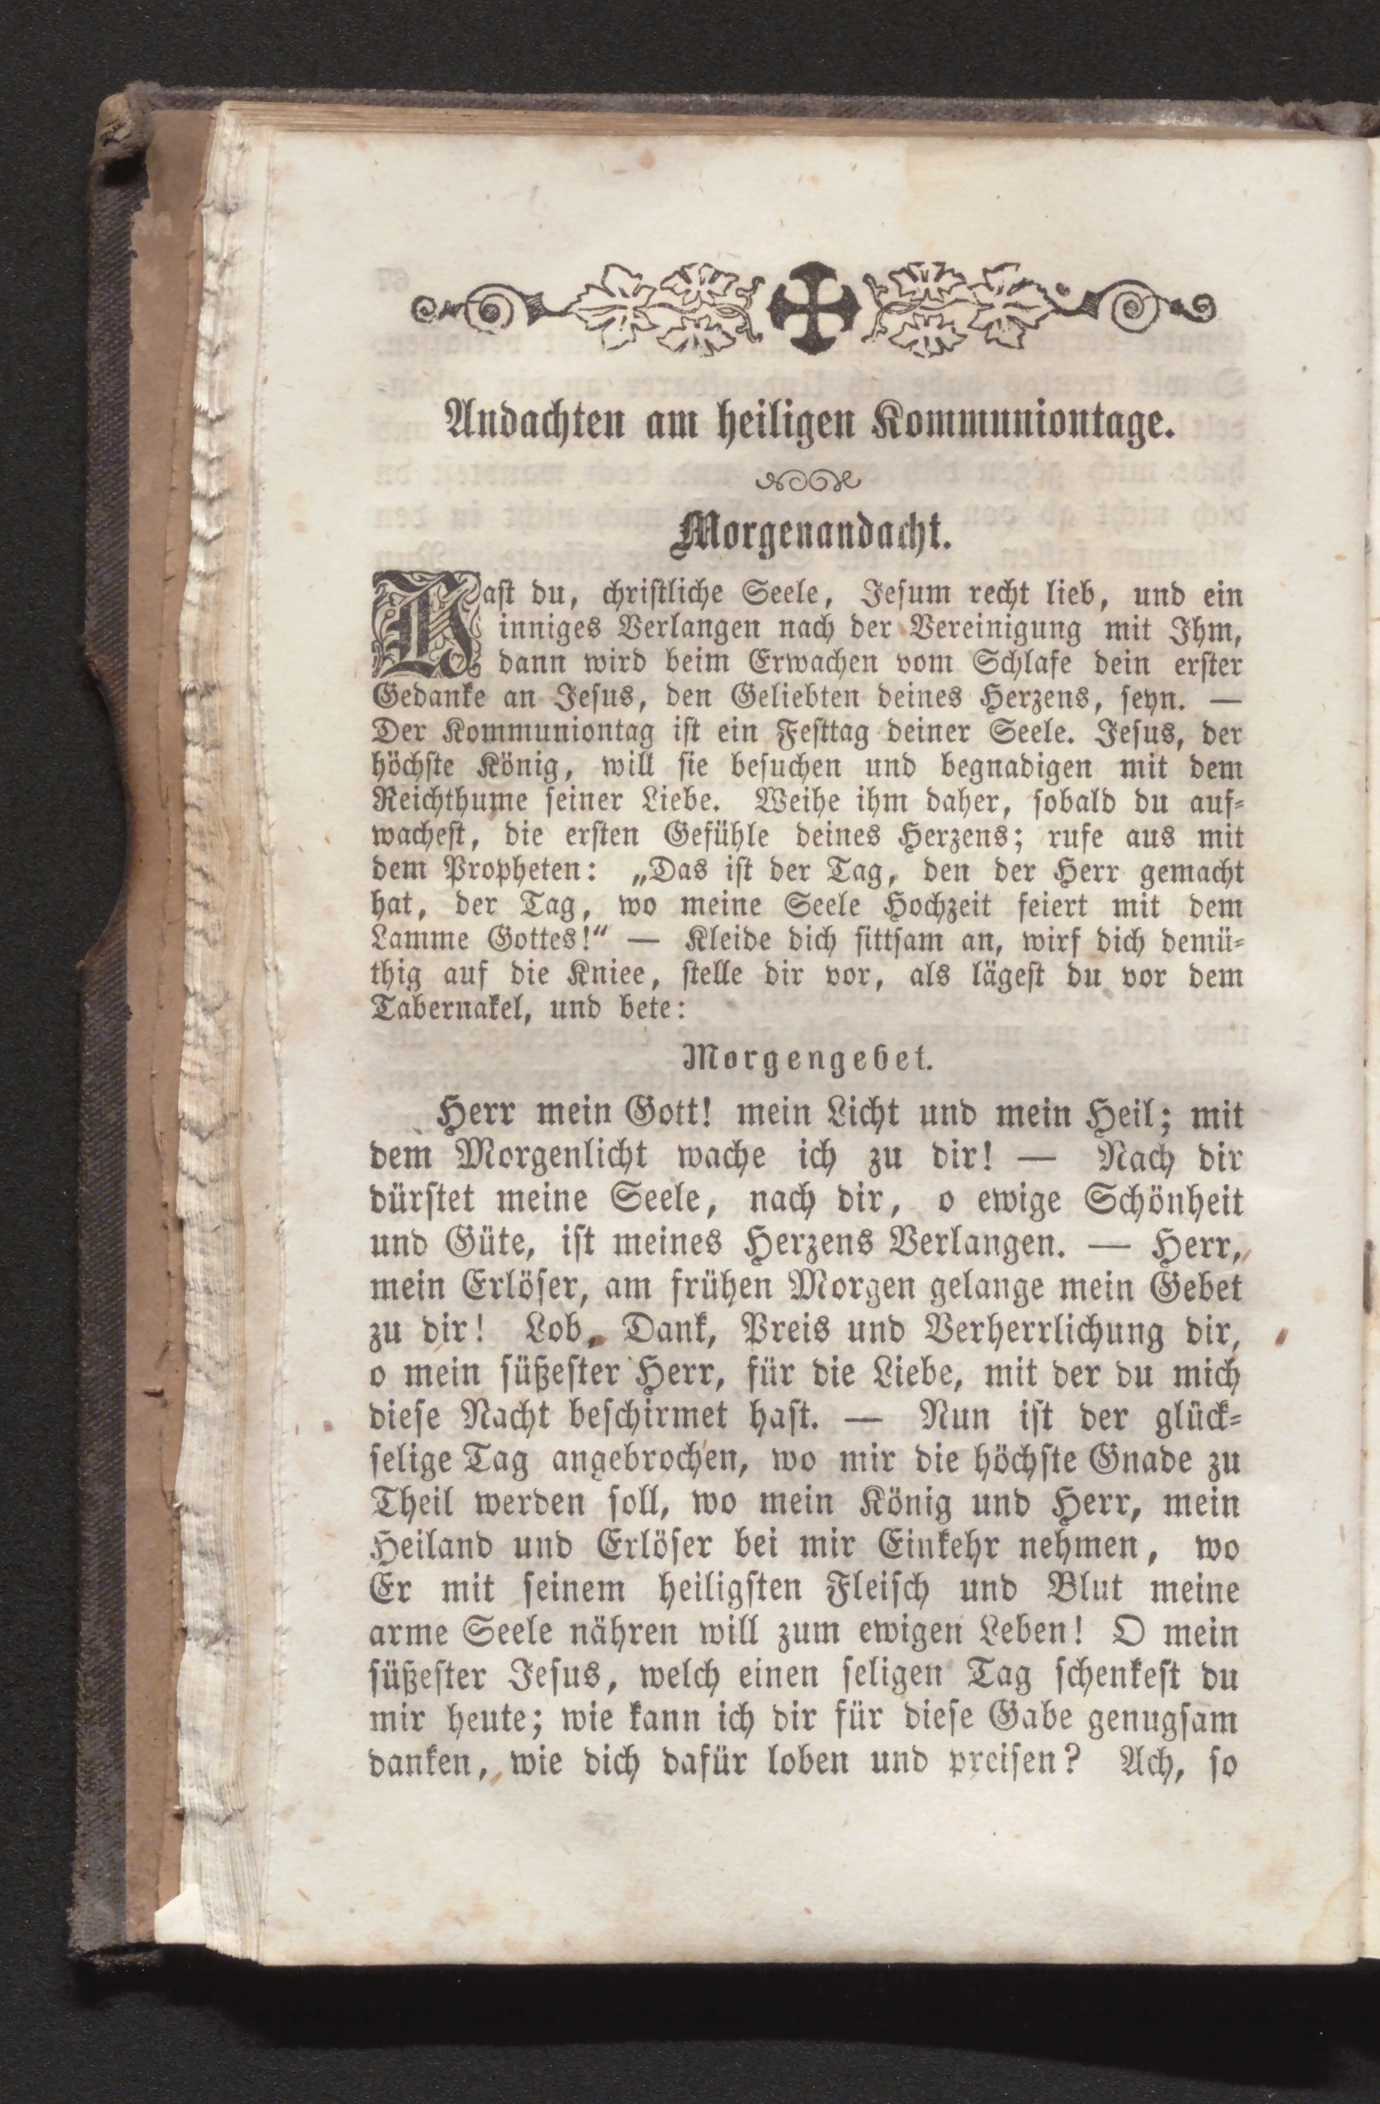 Andachten am heiligen Kommuniontage.
Morgenandacht.
Hast du, christliche Seele, Jesum recht lieb, und ein
inniges Verlangen nach der Vereinigung mit Ihm,
dann wird beim Erwachen vom Schlafe dein erster
Gedanke an Jesus, den Geliebten deines Herzens, seyn. —
Der Kommuniontag ist ein Festtag deiner Seele. Jesus, der
höchste König, will sie besuchen und begnadigen mit dem
Reichthume seiner Liebe. Weihe ihm daher, sobald du auf-
wachest, die ersten Gefühle deines Herzens; rufe aus mit
dem Propheten: „Das ist der Tag, den der Herr gemacht
hat, der Tag, wo meine Seele Hochzeit feiert mit dem
Lamme Gottes!“ — Kleide dich sittsam an, wirf dich demü-
thig auf die Kniee, stelle dir vor, als lägest du vor dem
Tabernakel, und bete:
Morgengebet.
Herr mein Gott! mein Licht und mein Heil; mit
dem Morgenlicht wache ich zu dir! — Nach dir
dürstet meine Seele, nach dir, o ewige Schönheit
und Güte, ist meines Herzens Verlangen. — Herr,
mein Erlöser, am frühen Morgen gelange mein Gebet
zu dir! Lob, Dank, Preis und Verherrlichung dir,
o mein süßester Herr, für die Liebe, mit der du mich
diese Nacht beschirmet hast. — Nun ist der glück-
selige Tag angebrochen, wo mir die höchste Gnade zu
Theil werden soll, wo mein König und Herr, mein
Heiland und Erlöser bei mir Einkehr nehmen, wo
Er mit seinem heiligsten Fleisch und Blut meine
arme Seele nähren will zum ewigen Leben! O mein
süßester Jesus, welch einen seligen Tag schenkest du
mir heute; wie kann ich dir für diese Gabe genugsam
danken, wie dich dafür loben und preisen? Ach, so